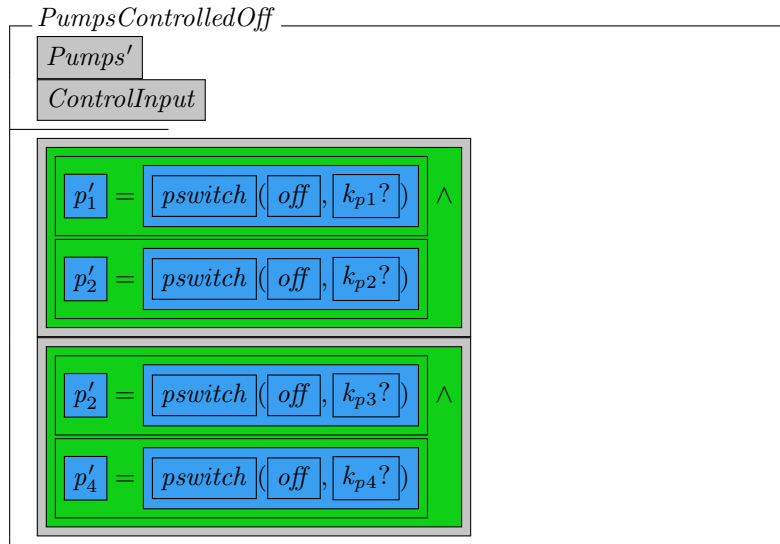 PumpsControlledOff
Pumps′
ControlInput
p′₁ = pswitch(off, kₚ₁?) ∧
p′₂ = pswitch(off, kₚ₂?)
p′₂ = pswitch(off, kₚ₃?) ∧
p′₄ = pswitch(off, kₚ₄?)